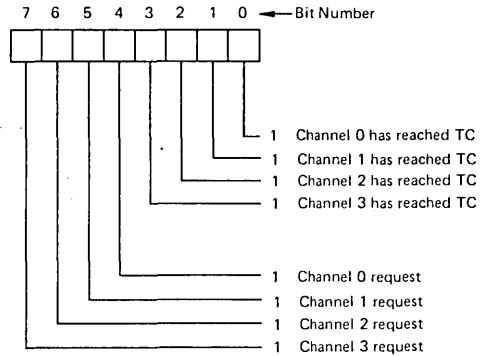 7 6 5 4 3 2 1 0 Bit Number
1 Channel 0 has reached TC
1 Channel 1 has reached TC
1 Channel 2 has reached TC
1 Channel 3 has reached TC
1 Channel 0 request
1 Channel 1 request
1 Channel 2 request
1 Channel 3 request